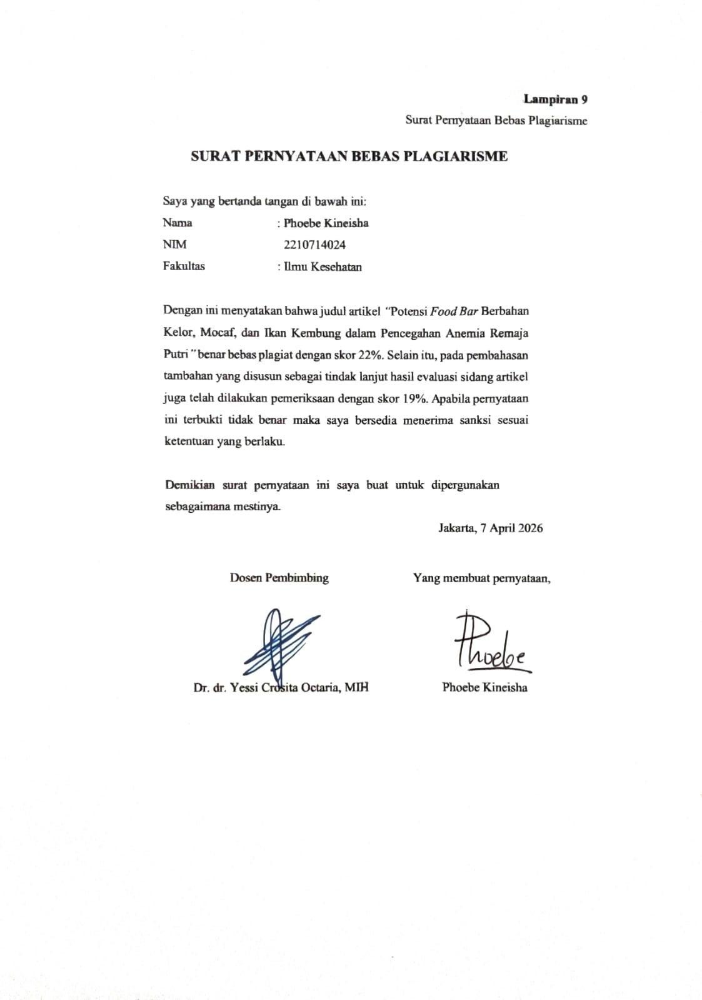 Lampiran 9
Surat Pernyataan Bebas Plagiarisme
SURAT PERNYATAAN BEBAS PLAGIARISME
Saya yang bertanda tangan di bawah ini:
Nama : Phoebe Kineisha
NIM 2210714024
Fakultas : Ilmu Kesehatan
Dengan ini menyatakan bahwa judul artikel “Potensi Food Bar Berbahan
Kelor, Mocaf, dan Ikan Kembung dalam Pencegahan Anemia Remaja
Putri ” benar bebas plagiat dengan skor 22%. Selain itu, pada pembahasan
tambahan yang disusun sebagai tindak lanjut hasil evaluasi sidang artikel
juga telah dilakukan pemeriksaan dengan skor 19%. Apabila pernyataan
ini terbukti tidak benar maka saya bersedia menerima sanksi sesuai
ketentuan yang berlaku.
Demikian surat pernyataan ini saya buat untuk dipergunakan
sebagaimana mestinya.
Jakarta, 7 April 2026
Dosen Pembimbing Yang membuat pernyataan,
Phoebe
Dr. dr. Yessi Crosita Octaria, MIH Phoebe Kineisha